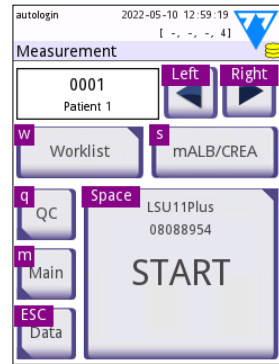 autologin 2022-05-10 12:59:19
[ -, -, -, 4]
Measurement
0001
Patient 1
Left Right
w
Worklist
s
mALB/CREA
q
QC
m
Main
ESC
Data
Space
LSU11Plus
08088954
START